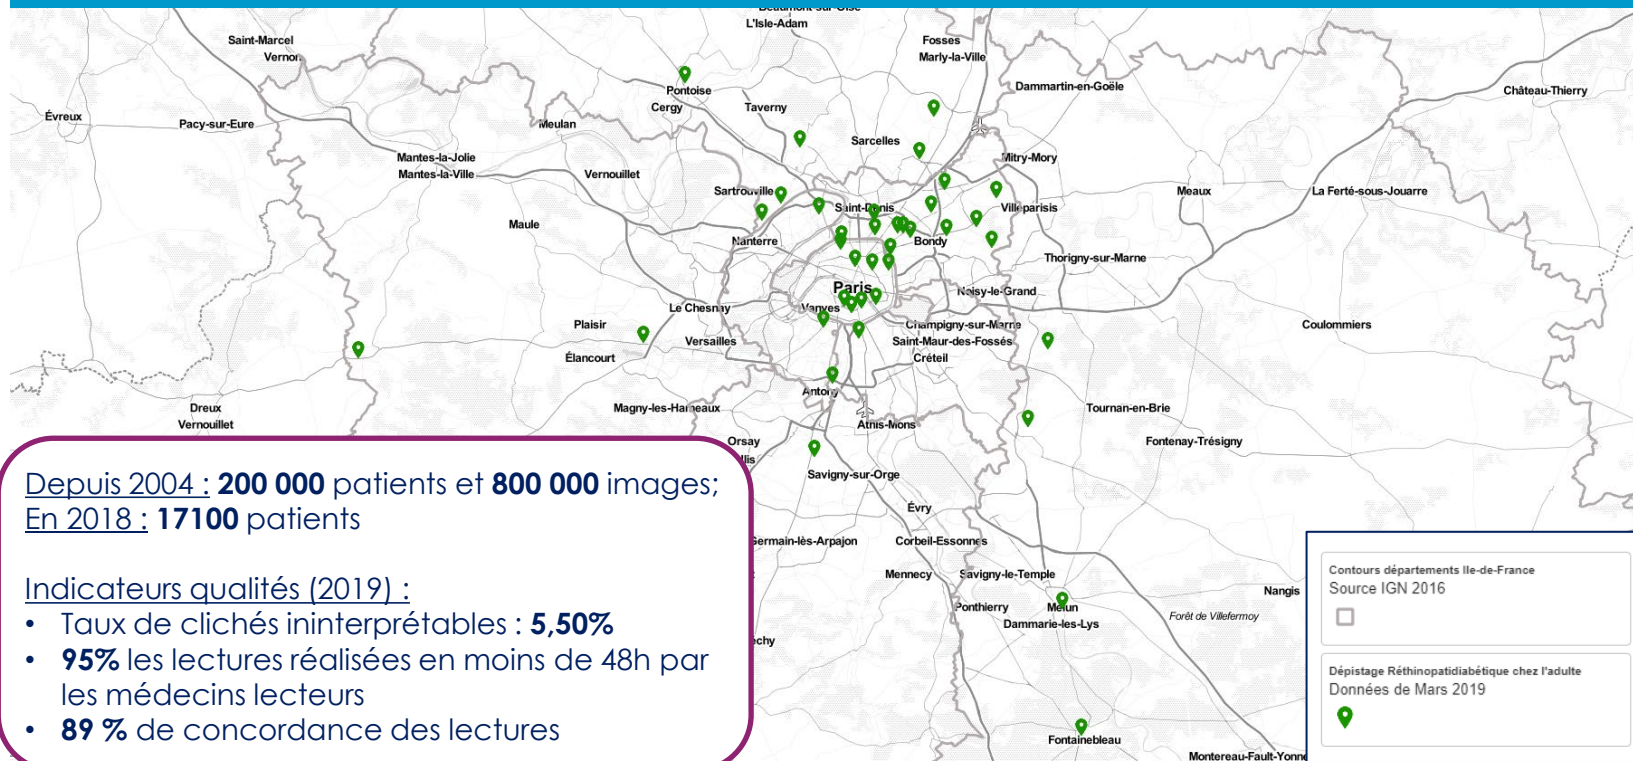 L'Isle-Adam
Saint-Marcel
Vernon
Fosses
Marly-la-Ville
Dammartin-en-Goële
Château-Thierry
Pontoise
Cergy
Taverny
Évreux
Pacy-sur-Eure
Meulan
Sarcelles
Mantes-la-Jolie
Mantes-la-Ville
Mitry-Mory
Vernouillet
Sartrouville
Meaux
La Ferté-sous-Jouarre
Saint-Denis
Villeparisis
Maule
Nanterre
Bondy
Thorigny-sur-Marne
Paris
Noisy-le-Grand
Le Chesnay
Vanves
Plaisir
Champigny-sur-Marne
Coulommiers
Versailles
Saint-Maur-des-Fossés
Élancourt
Créteil
Antony
Dreux
Vernouillet
Magny-les-Hameaux
Tournan-en-Brie
Athis-Mons
Orsay
Fontenay-Trésigny
Savigny-sur-Orge
Évry
Germain-lès-Arpajon
Corbeil-Essonnes
Mennecy
Savigny-le-Temple
Nangis
Ponthierry
Melun
Dammarie-les-Lys
Forêt de Villefermoy
Fontainebleau
Montereau-Fault-Yonne
Depuis 2004 : 200 000 patients et 800 000 images;
En 2018 : 17100 patients
Indicateurs qualités (2019) :
• Taux de clichés ininterprétables : 5,50%
• 95% les lectures réalisées en moins de 48h par
les médecins lecteurs
• 89 % de concordance des lectures
Contours départements Ile-de-France
Source IGN 2016
Dépistage Réthinopatidiabétique chez l'adulte
Données de Mars 2019